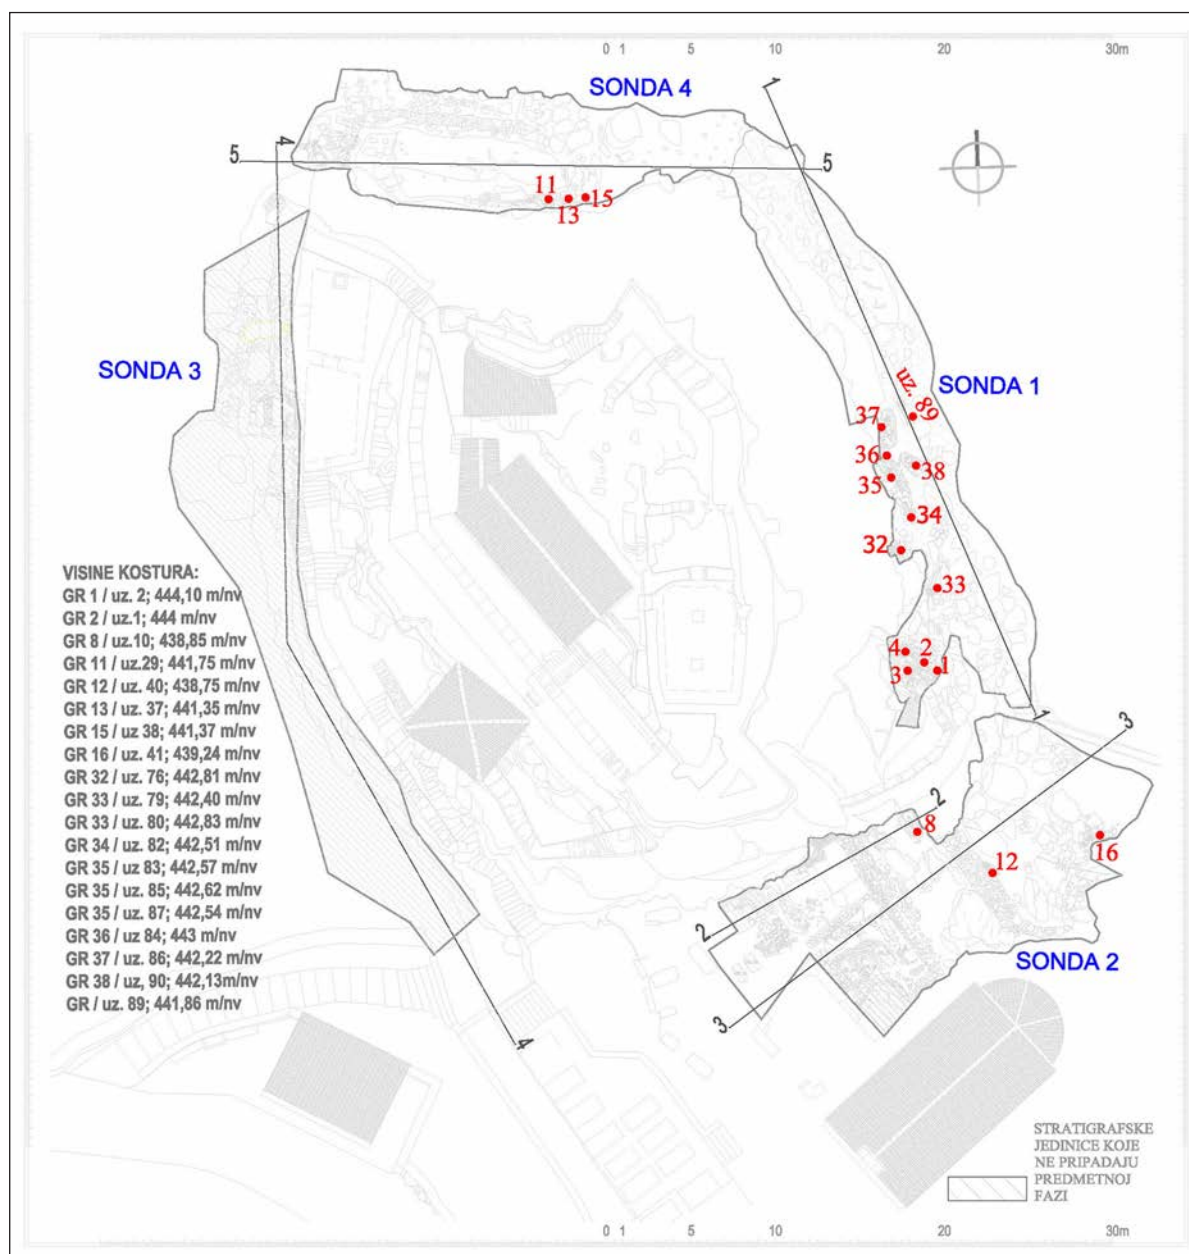 0 1 5 10 20 30m
SONDA 4
1
4
5
5
11
15
13
SONDA 3
SONDA 1
uz. 89
37
36
38
35
34
32
33
4
2
3
1
1
3
VISINE KOSTURA:
GR 1 / uz. 2; 444,10 m/nv
GR 2 / uz.1; 444 m/nv
GR 8 / uz.10; 438,85 m/nv
GR 11 / uz.29; 441,75 m/nv
GR 12 / uz. 40; 438,75 m/nv
GR 13 / uz. 37; 441,35 m/nv
GR 15 / uz 38; 441,37 m/nv
GR 16 / uz. 41; 439,24 m/nv
GR 32 / uz. 76; 442,81 m/nv
GR 33 / uz. 79; 442,40 m/nv
GR 33 / uz. 80; 442,83 m/nv
GR 34 / uz. 82; 442,51 m/nv
GR 35 / uz 83; 442,57 m/nv
GR 35 / uz. 85; 442,62 m/nv
GR 35 / uz. 87; 442,54 m/nv
GR 36 / uz 84; 443 m/nv
GR 37 / uz. 86; 442,22 m/nv
GR 38 / uz, 90; 442,13m/nv
GR / uz. 89; 441,86 m/nv
2
8
16
12
2
SONDA 2
3
4
STRATIGRAFSKE
JEDINICE KOJE
NE PRIPADAJU
PREDMETNOJ
FAZI
0 1 5 10 20 30m